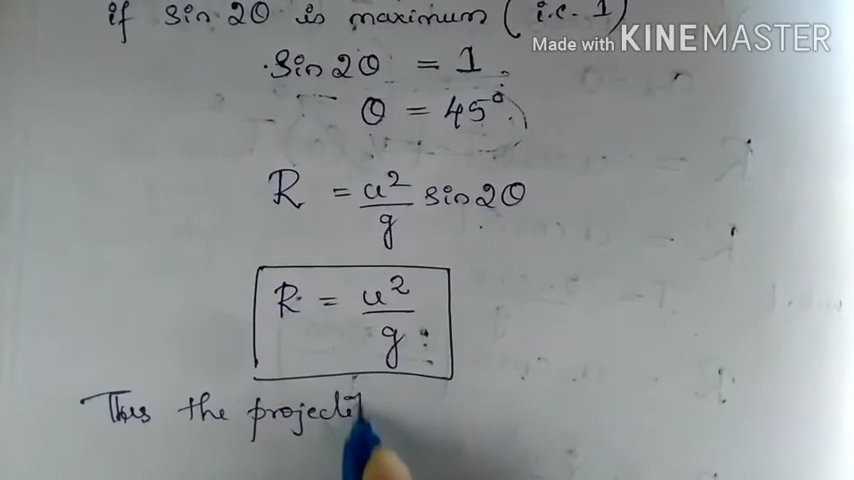 if sin 2θ is maximum (i.e. 1)
Made with KINEMASTER
sin 2θ = 1
θ = 45°
R = u²/g sin 2θ
R = u²/g
Thus the projecti